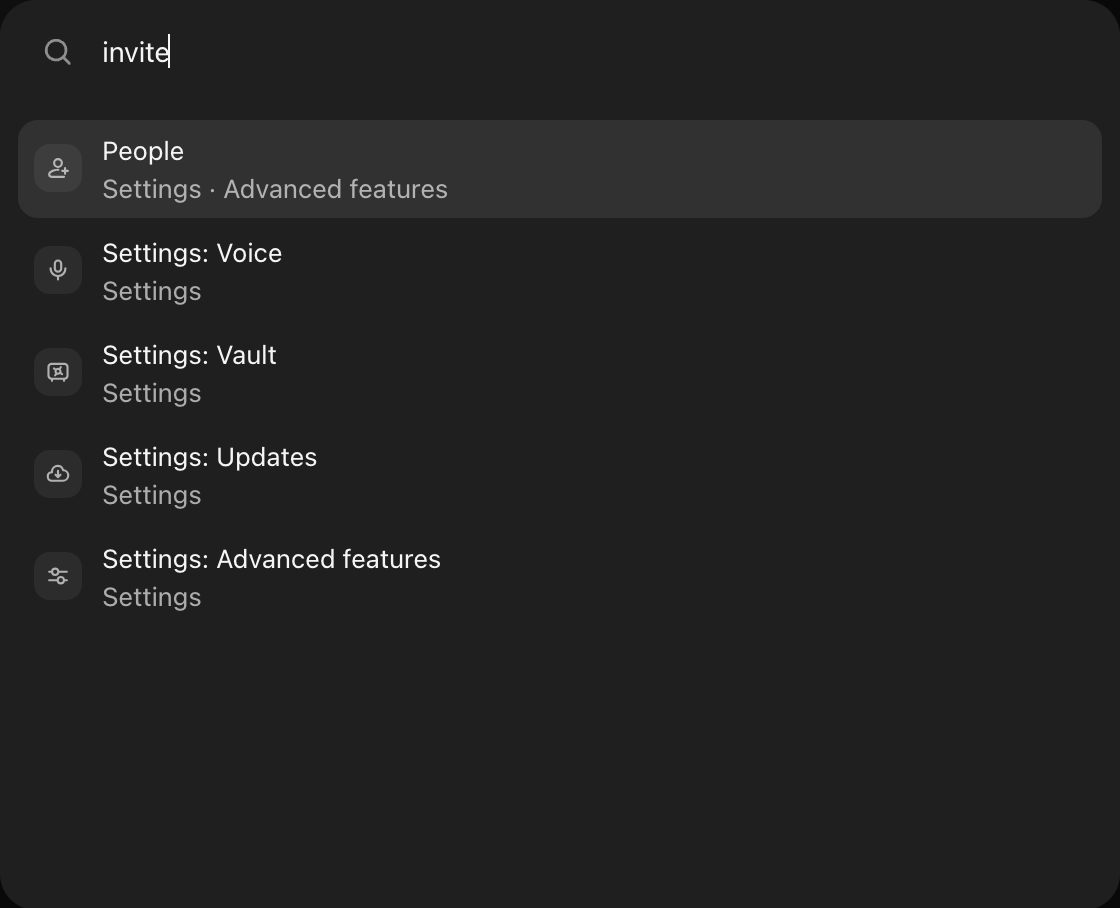 invite
People
Settings · Advanced features
Settings: Voice
Settings
Settings: Vault
Settings
Settings: Updates
Settings
Settings: Advanced features
Settings